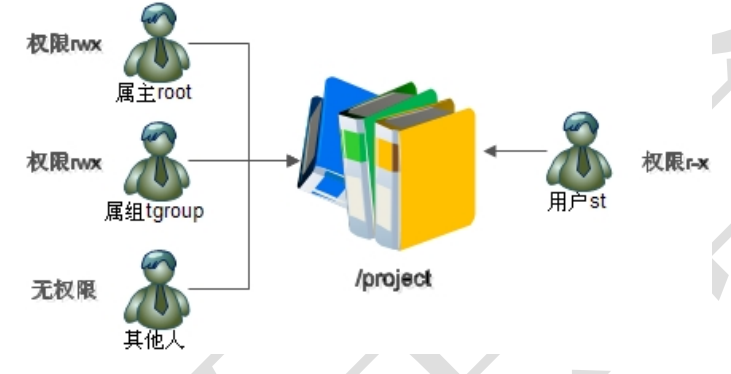 权限rwx
属主root
权限rwx
属组tgroup
无权限
其他人
/project
用户st
权限r-x